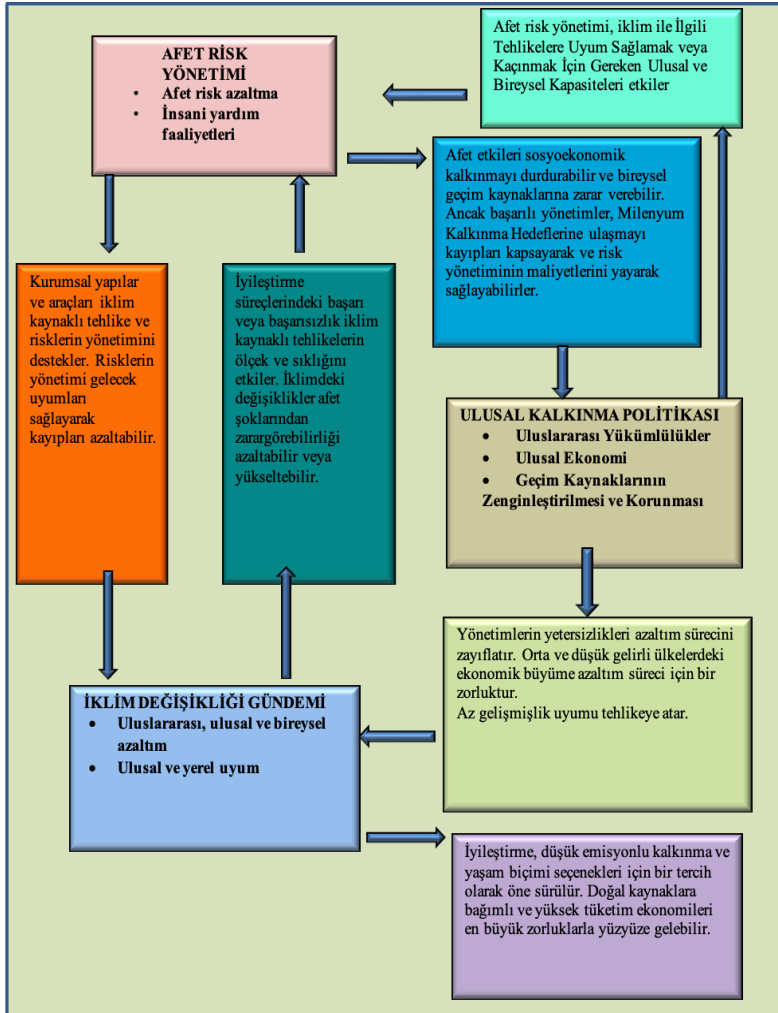 AFET RİSK
YÖNETİMİ
• Afet risk azaltma
• İnsani yardım
faaliyetleri
Afet risk yönetimi, iklim ile İlgili
Tehlikelere Uyum Sağlamak veya
Kaçınmak İçin Gereken Ulusal ve
Bireysel Kapasiteleri etkiler
Afet etkileri sosyoekonomik
kalkınmayı durdurabilir ve bireysel
geçim kaynaklarına zarar verebilir.
Ancak başarılı yönetimler, Milenyum
Kalkınma Hedeflerine ulaşmayı
kayıpları kapsayarak ve risk
yönetiminin maliyetlerini yayarak
sağlayabilirler.
Kurumsal yapılar
ve araçları iklim
kaynaklı tehlike ve
risklerin yönetimini
destekler. Risklerin
yönetimi gelecek
uyumları
sağlayarak
kayıpları azaltabilir.
İyileştirme
süreçlerindeki başarı
veya başarısızlık iklim
kaynaklı tehlikelerin
ölçek ve sıklığını
etkiler. İklimdeki
değişiklikler afet
şoklarından
zarargörebilirliği
azaltabilir veya
yükseltebilir.
ULUSAL KALKINMA POLİTİKASI
• Uluslararası Yükümlülükler
• Ulusal Ekonomi
• Geçim Kaynaklarının
Zenginleştirilmesi ve Korunması
Yönetimlerin yetersizlikleri azaltım sürecini
zayıflatır. Orta ve düşük gelirli ülkelerdeki
ekonomik büyüme azaltım süreci için bir
zorluktur.
Az gelişmişlik uyumu tehlikeye atar.
İKLİM DEĞİŞİKLİĞİ GÜNDEMİ
• Uluslararası, ulusal ve bireysel
azaltım
• Ulusal ve yerel uyum
İyileştirme, düşük emisyonlu kalkınma ve
yaşam biçimi seçenekleri için bir tercih
olarak öne sürülür. Doğal kaynaklara
bağımlı ve yüksek tüketim ekonomileri
en büyük zorluklarla yüzyüze gelebilir.